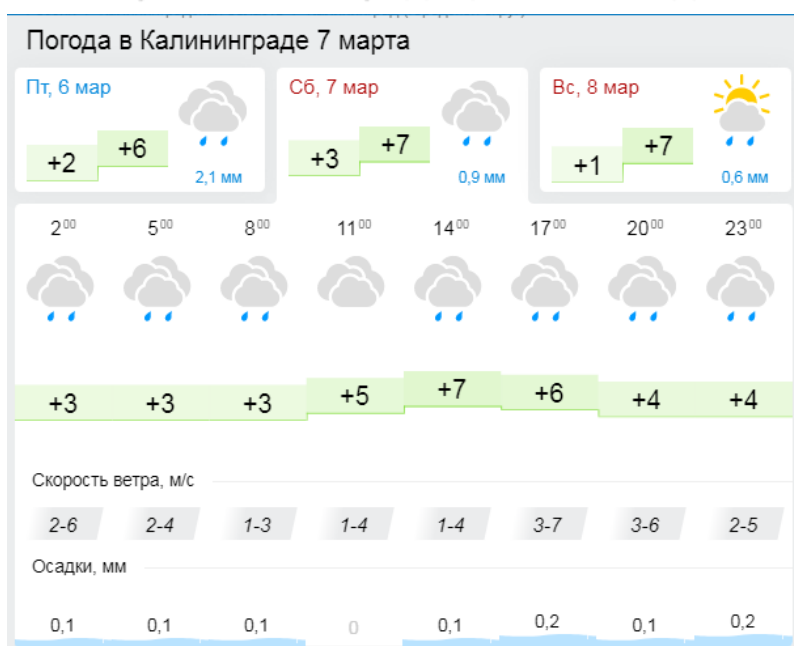 Погода в Калининграде 7 марта
Пт, 6 мар Сб, 7 мар Вс, 8 мар
+2 +6 +3 +7 +1 +7
2,1 мм 0,9 мм 0,6 мм
2⁰⁰ 5⁰⁰ 8⁰⁰ 11⁰⁰ 14⁰⁰ 17⁰⁰ 20⁰⁰ 23⁰⁰
+3 +3 +3 +5 +7 +6 +4 +4
Скорость ветра, м/с
2-6 2-4 1-3 1-4 1-4 3-7 3-6 2-5
Осадки, мм
0,1 0,1 0,1 0 0,1 0,2 0,1 0,2